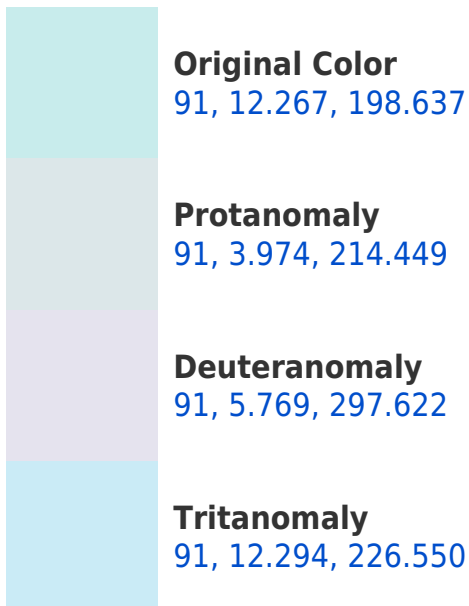 Original Color
91, 12.267, 198.637
Protanomaly
91, 3.974, 214.449
Deuteranomaly
91, 5.769, 297.622
Tritanomaly
91, 12.294, 226.550